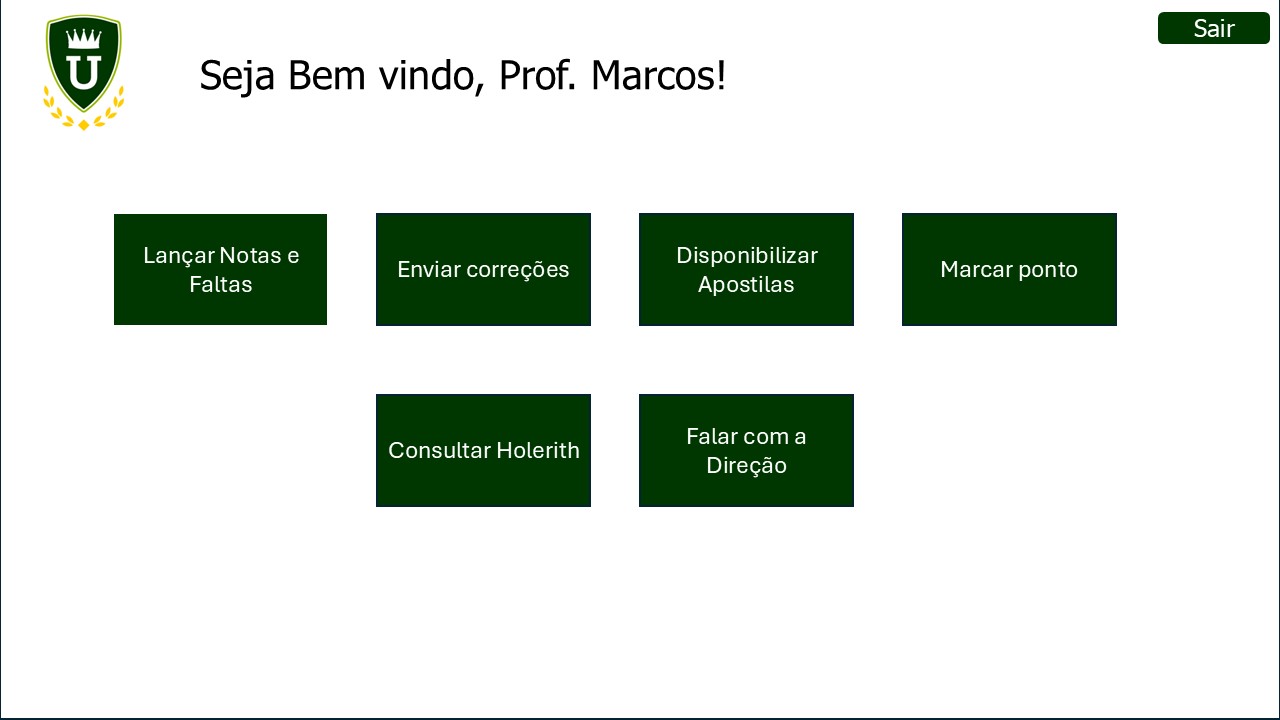 Sair
U
Seja Bem vindo, Prof. Marcos!
Lançar Notas e
Faltas
Enviar correções
Disponibilizar
Apostilas
Marcar ponto
Consultar Holerith
Falar com a
Direção